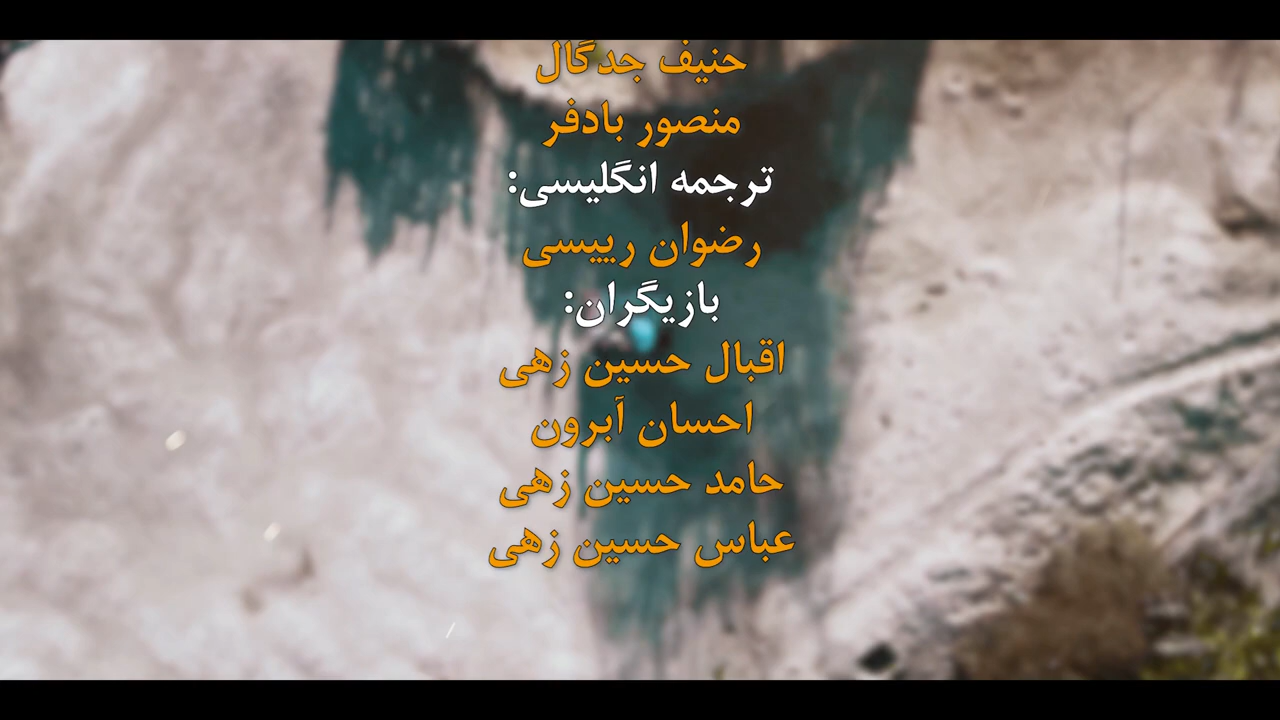 حنیف جدگال
منصور بادفر
ترجمه انگلیسی:
رضوان رییسی
بازیگران:
اقبال حسین زهی
احسان آبرون
حامد حسین زهی
عباس حسین زهی